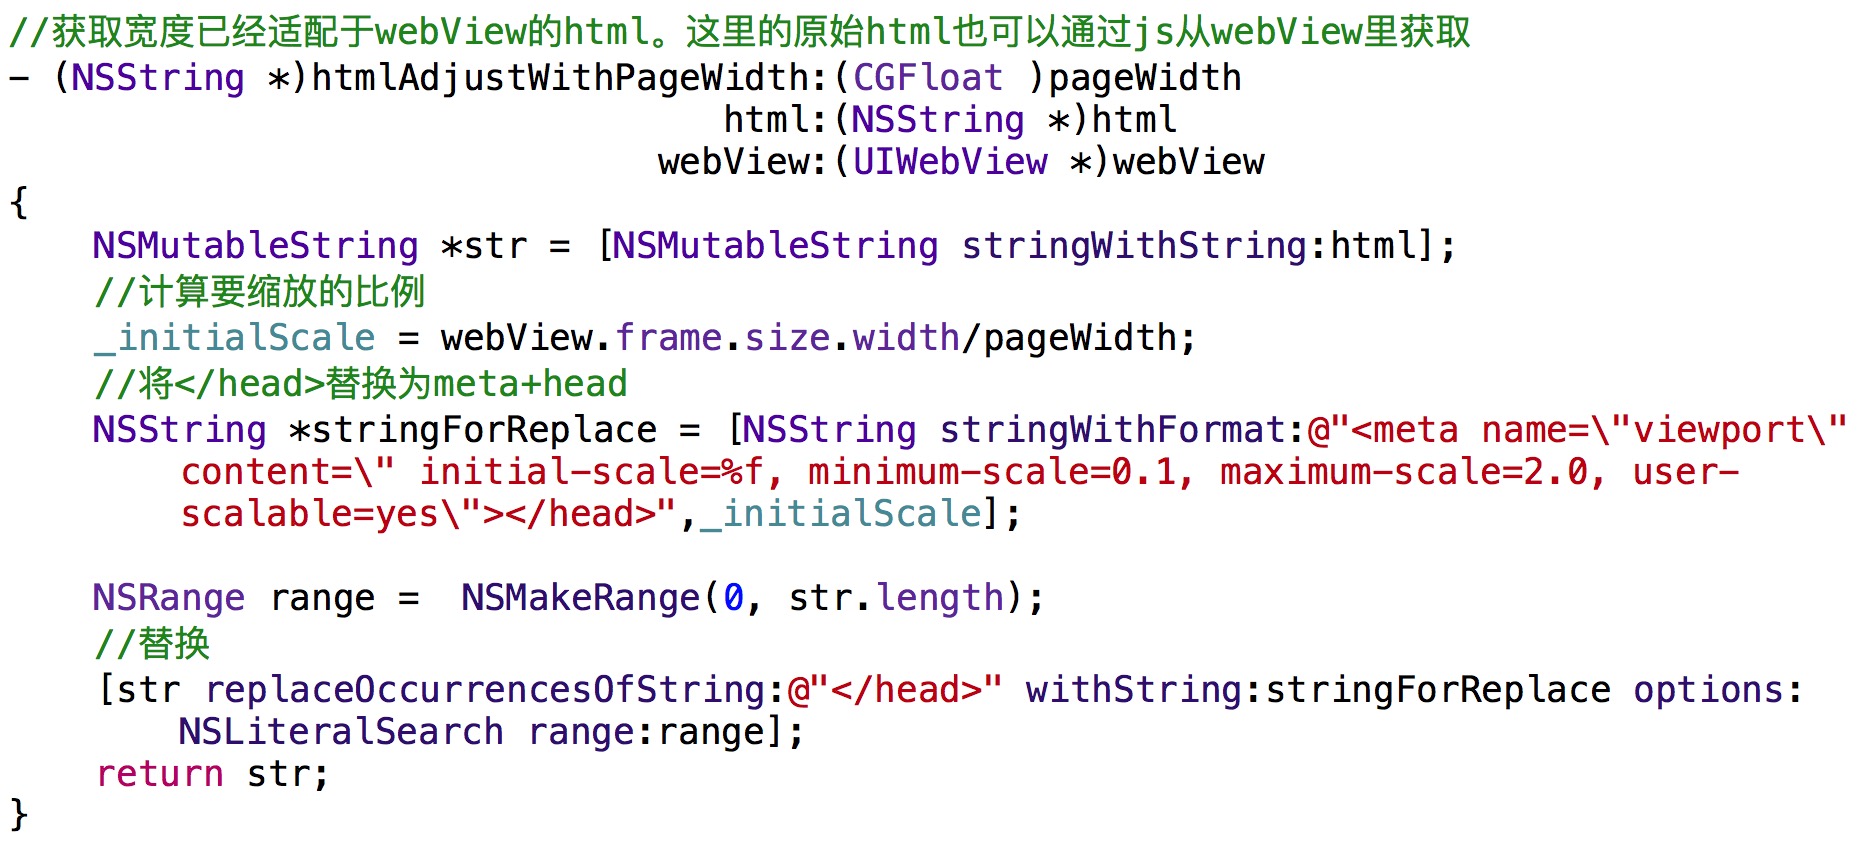 //获取宽度已经适配于webView的html。这里的原始html也可以通过js从webView里获取
- (NSString *)htmlAdjustWithPageWidth:(CGFloat )pageWidth
html:(NSString *)html
webView:(UIWebView *)webView
{
NSMutableString *str = [NSMutableString stringWithString:html];
//计算要缩放的比例
_initialScale = webView.frame.size.width/pageWidth;
//将</head>替换为meta+head
NSString *stringForReplace = [NSString stringWithFormat:@"<meta name=\"viewport\"
content=\" initial-scale=%f, minimum-scale=0.1, maximum-scale=2.0, user-
scalable=yes\"></head>",_initialScale];
NSRange range =  NSMakeRange(0, str.length);
//替换
[str replaceOccurrencesOfString:@"</head>" withString:stringForReplace options:
NSLiteralSearch range:range];
return str;
}